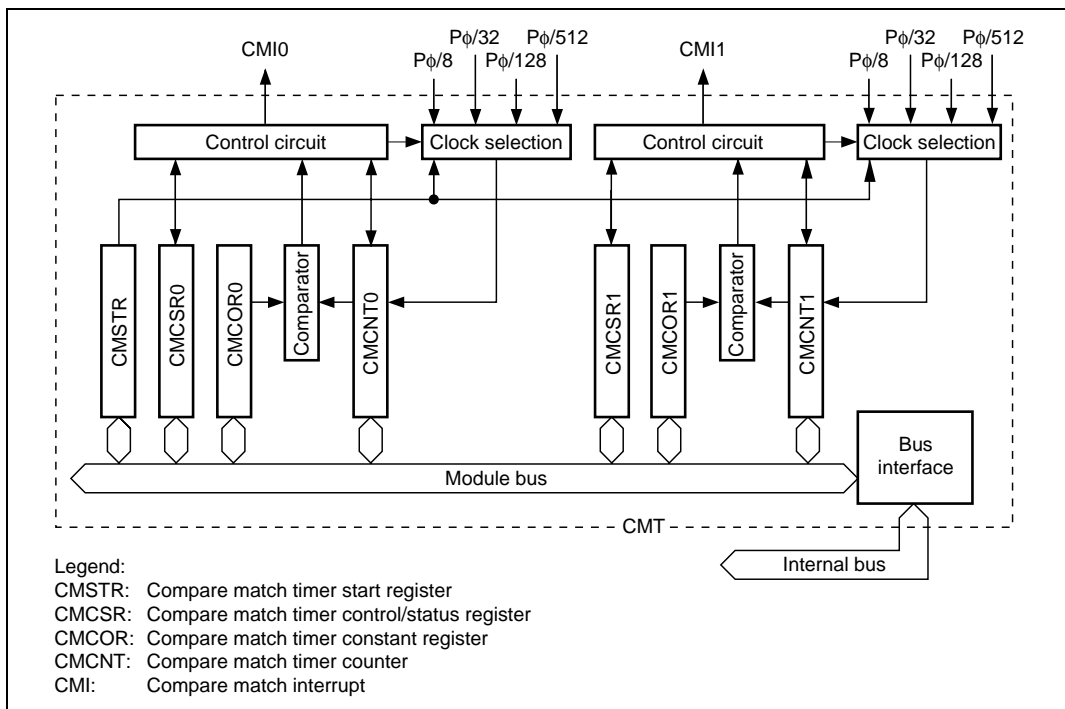 CMI0
Pφ/32
Pφ/512
Pφ/8
Pφ/128
CMI1
Pφ/32
Pφ/512
Pφ/8
Pφ/128
Control circuit
Clock selection
Control circuit
Clock selection
CMSTR
CMCSR0
CMCOR0
Comparator
CMCNT0
CMCSR1
CMCOR1
Comparator
CMCNT1
Bus
interface
Module bus
CMT
Internal bus
Legend:
CMSTR: Compare match timer start register
CMCSR: Compare match timer control/status register
CMCOR: Compare match timer constant register
CMCNT: Compare match timer counter
CMI: Compare match interrupt